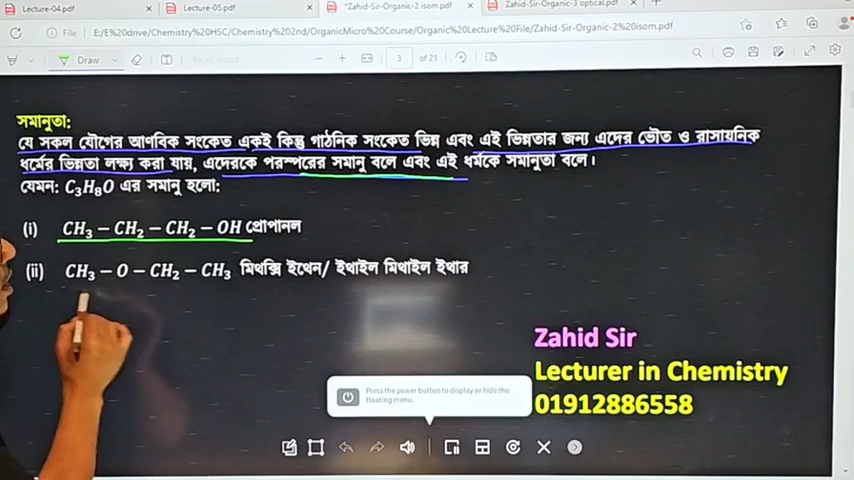 Lecture-04.pdf
Lecture-05.pdf
*Zahid-Sir-Organic-2 isom.pdf
Zahid-Sir-Organic-3 optical.pdf
E:/E%20drive/Chemistry%20HSC/Chemistry%202nd/OrganicMicro%20Course/Organic%20Lecture%20File/Zahid-Sir-Organic-2%20isom.pdf
Draw
Read aloud
3 of 21
সমানুতা:
যে সকল যৌগের আণবিক সংকেত একই কিন্তু গাঠনিক সংকেত ভিন্ন এবং এই ভিন্নতার জন্য এদের ভৌত ও রাসায়নিক
ধর্মের ভিন্নতা লক্ষ্য করা যায়, এদেরকে পরস্পরের সমানু বলে এবং এই ধর্মকে সমানুতা বলে।
যেমন: C₃H₈O এর সমানু হলো:
(i) CH₃ – CH₂ – CH₂ – OH প্রোপানল
(ii) CH₃ – O – CH₂ – CH₃ মিথক্সি ইথেন/ ইথাইল মিথাইল ইথার
Zahid Sir
Lecturer in Chemistry
01912886558
Press the power button to display or hide the
floating menu.